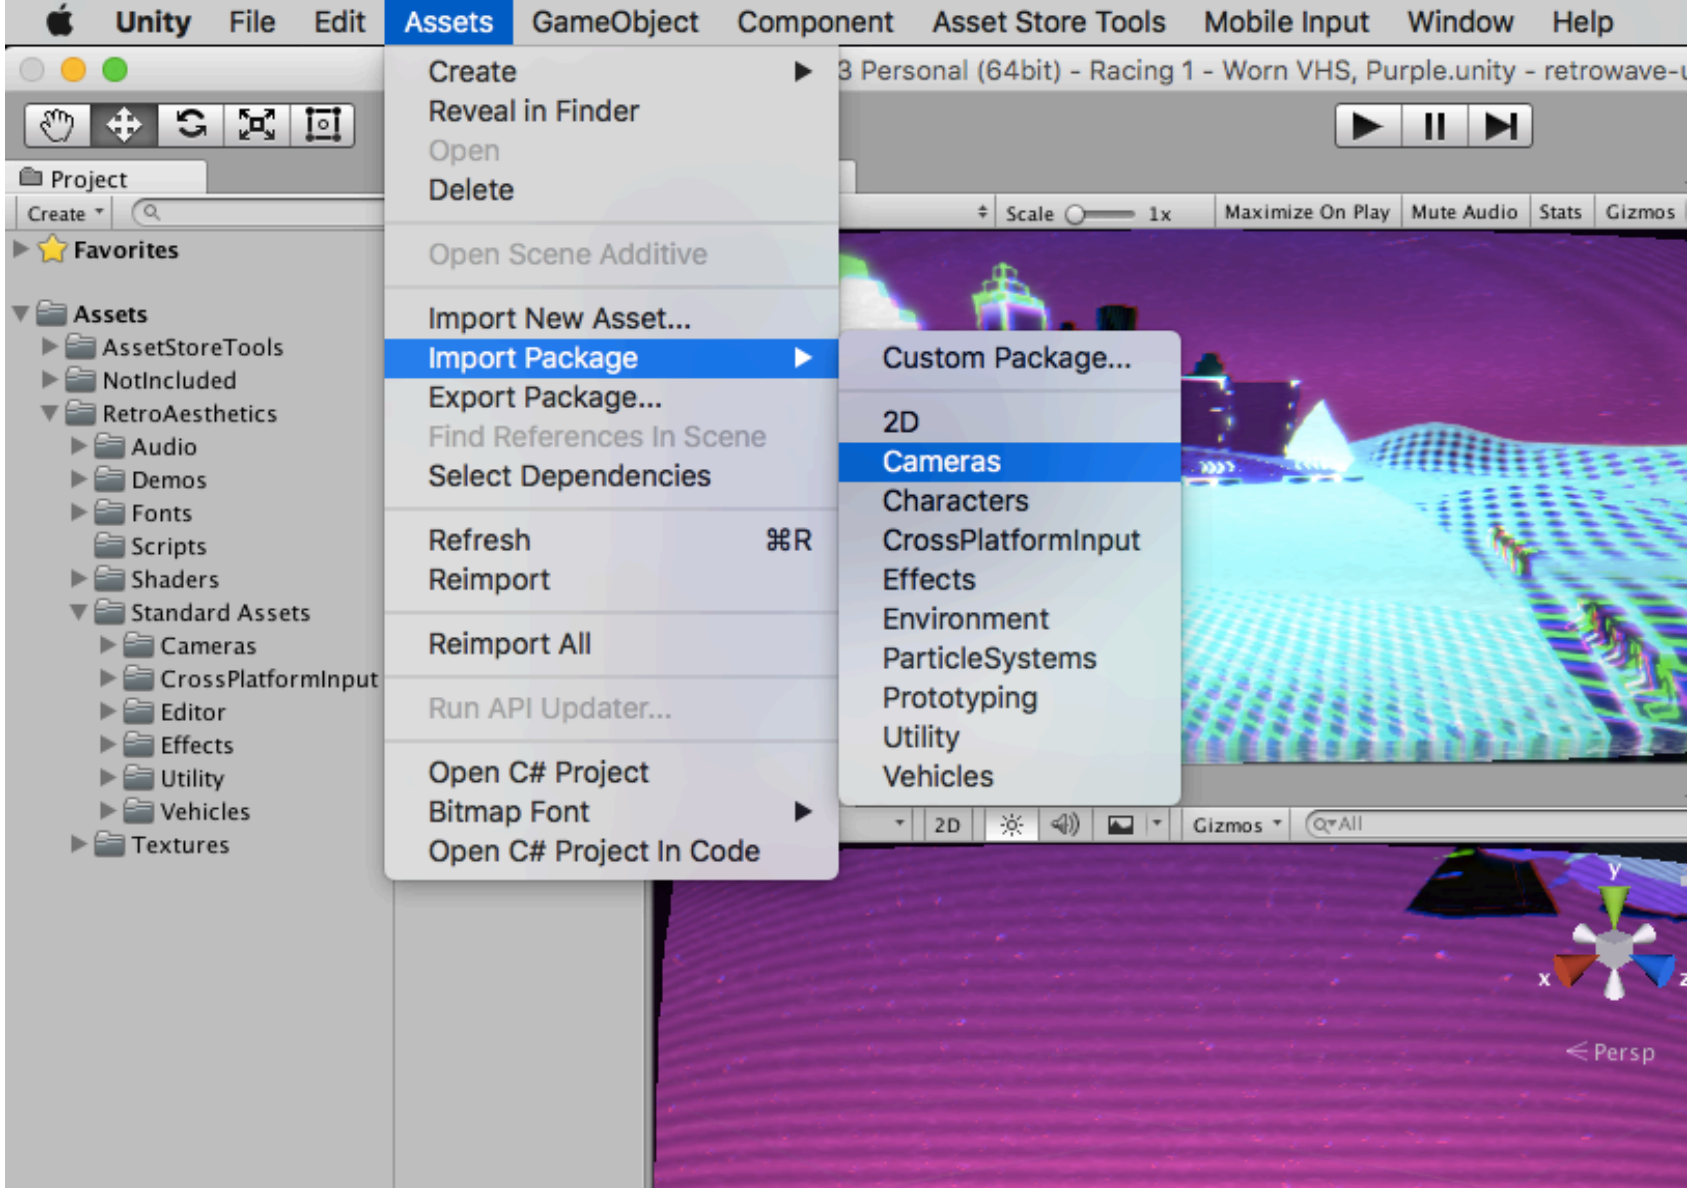 Unity File Edit Assets GameObject Component Asset Store Tools Mobile Input Window Help
3 Personal (64bit) - Racing 1 - Worn VHS, Purple.unity - retrowave-u
Project
Create
Scale 1x Maximize On Play Mute Audio Stats Gizmos
Favorites
Assets
AssetStoreTools
NotIncluded
RetroAesthetics
Audio
Demos
Fonts
Scripts
Shaders
Standard Assets
Cameras
CrossPlatformInput
Editor
Effects
Utility
Vehicles
Textures
Create
Reveal in Finder
Open
Delete
Open Scene Additive
Import New Asset...
Import Package
Export Package...
Find References In Scene
Select Dependencies
Refresh ⌘R
Reimport
Reimport All
Run API Updater...
Open C# Project
Bitmap Font
Open C# Project In Code
Custom Package...
2D
Cameras
Characters
CrossPlatformInput
Effects
Environment
ParticleSystems
Prototyping
Utility
Vehicles
2D Gizmos All
y
x z
Persp